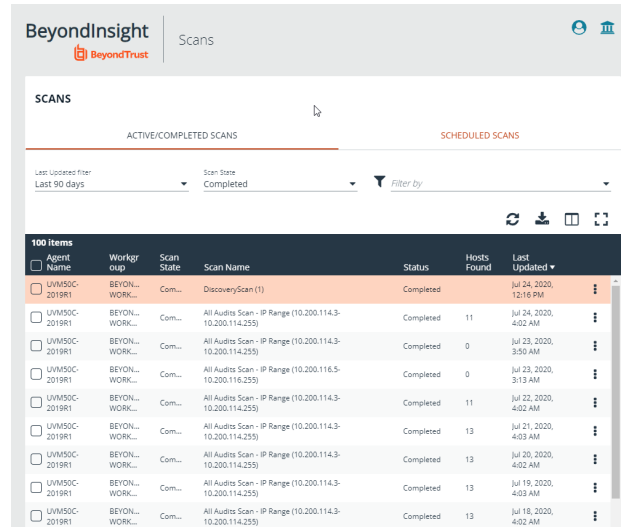 BeyondInsight
BeyondTrust
Scans
SCANS
ACTIVE/COMPLETED SCANS
SCHEDULED SCANS
Last Updated filter
Last 90 days
Scan State
Completed
Filter by
100 items
Agent Name
Workgr oup
Scan State
Scan Name
Status
Hosts Found
Last Updated ▾
UVM50C-2019R1 BEYON... WORK... Com... DiscoveryScan (1) Completed Jul 24, 2020, 12:16 PM
UVM50C-2019R1 BEYON... WORK... Com... All Audits Scan - IP Range (10.200.114.3-10.200.114.255) Completed 11 Jul 24, 2020, 4:02 AM
UVM50C-2019R1 BEYON... WORK... Com... All Audits Scan - IP Range (10.200.114.3-10.200.114.255) Completed 0 Jul 23, 2020, 3:50 AM
UVM50C-2019R1 BEYON... WORK... Com... All Audits Scan - IP Range (10.200.116.5-10.200.116.255) Completed 0 Jul 23, 2020, 3:13 AM
UVM50C-2019R1 BEYON... WORK... Com... All Audits Scan - IP Range (10.200.114.3-10.200.114.255) Completed 11 Jul 22, 2020, 4:02 AM
UVM50C-2019R1 BEYON... WORK... Com... All Audits Scan - IP Range (10.200.114.3-10.200.114.255) Completed 13 Jul 21, 2020, 4:03 AM
UVM50C-2019R1 BEYON... WORK... Com... All Audits Scan - IP Range (10.200.114.3-10.200.114.255) Completed 13 Jul 20, 2020, 4:02 AM
UVM50C-2019R1 BEYON... WORK... Com... All Audits Scan - IP Range (10.200.114.3-10.200.114.255) Completed 13 Jul 19, 2020, 4:03 AM
UVM50C-2019R1 BEYON... WORK... Com... All Audits Scan - IP Range (10.200.114.3-10.200.114.255) Completed 13 Jul 18, 2020, 4:02 AM